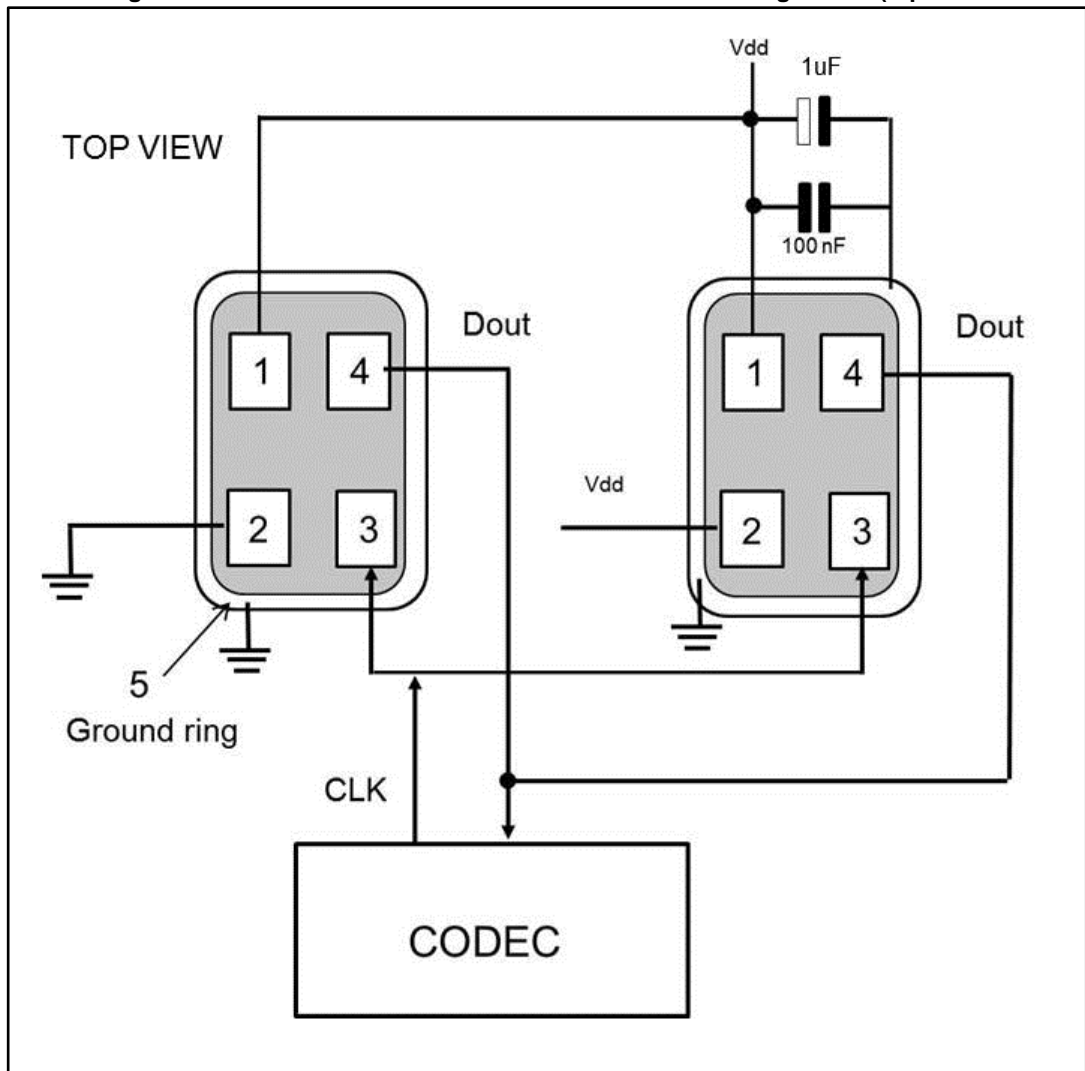 Vdd
1uF
TOP VIEW
100 nF
Dout
Dout
1
4
1
4
Vdd
2
3
2
3
5
Ground ring
CLK
CODEC